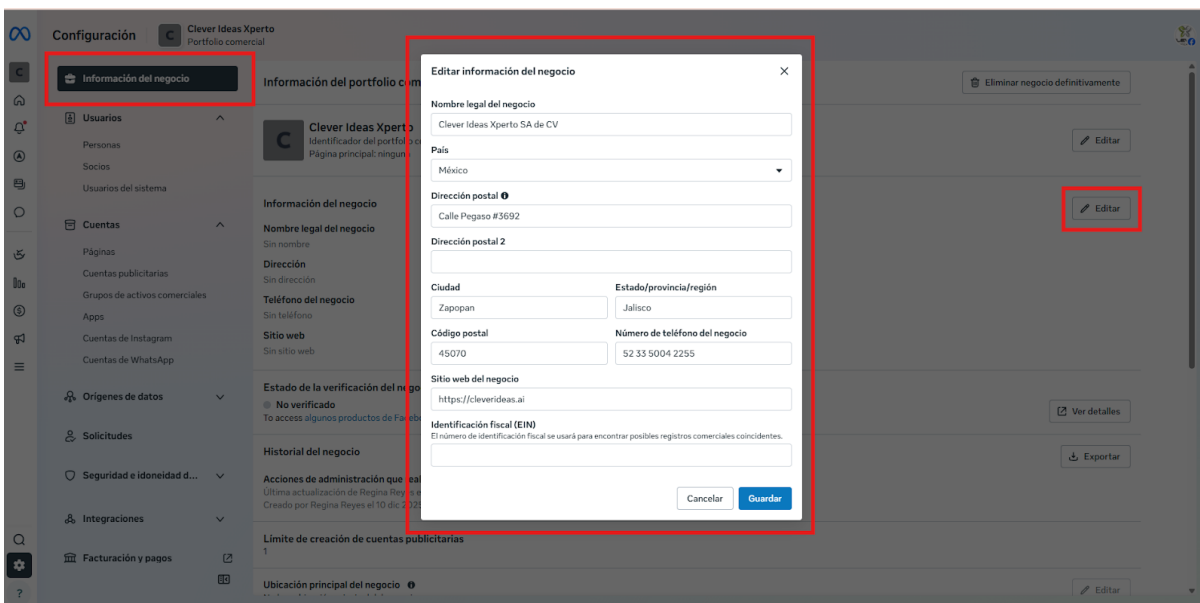 Configuración
C
Clever Ideas Xperto
Portfolio comercial
C
Información del negocio
Usuarios
Personas
Socios
Usuarios del sistema
Cuentas
Páginas
Cuentas publicitarias
Grupos de activos comerciales
Apps
Cuentas de Instagram
Cuentas de WhatsApp
Orígenes de datos
Solicitudes
Seguridad e idoneidad d...
Integraciones
Facturación y pagos
?
Información del portfolio com
Eliminar negocio definitivamente
C
Clever Ideas Xperto
Identificador del portfolio c
Página principal: ninguna
Editar
Información del negocio
Editar
Nombre legal del negocio
Sin nombre
Dirección
Sin dirección
Teléfono del negocio
Sin teléfono
Sitio web
Sin sitio web
Estado de la verificación del nego
No verificado
To access algunos productos de Faceb
Ver detalles
Historial del negocio
Exportar
Acciones de administración que real
Última actualización de Regina Reyes e
Creado por Regina Reyes el 10 dic 2025
Límite de creación de cuentas publicitarias
1
Ubicación principal del negocio
Editar
Editar información del negocio
Nombre legal del negocio
Clever Ideas Xperto SA de CV
País
México
Dirección postal
Calle Pegaso #3692
Dirección postal 2
Ciudad
Estado/provincia/región
Zapopan
Jalisco
Código postal
Número de teléfono del negocio
45070
52 33 5004 2255
Sitio web del negocio
https://cleverideas.ai
Identificación fiscal (EIN)
El número de identificación fiscal se usará para encontrar posibles registros comerciales coincidentes.
Cancelar
Guardar